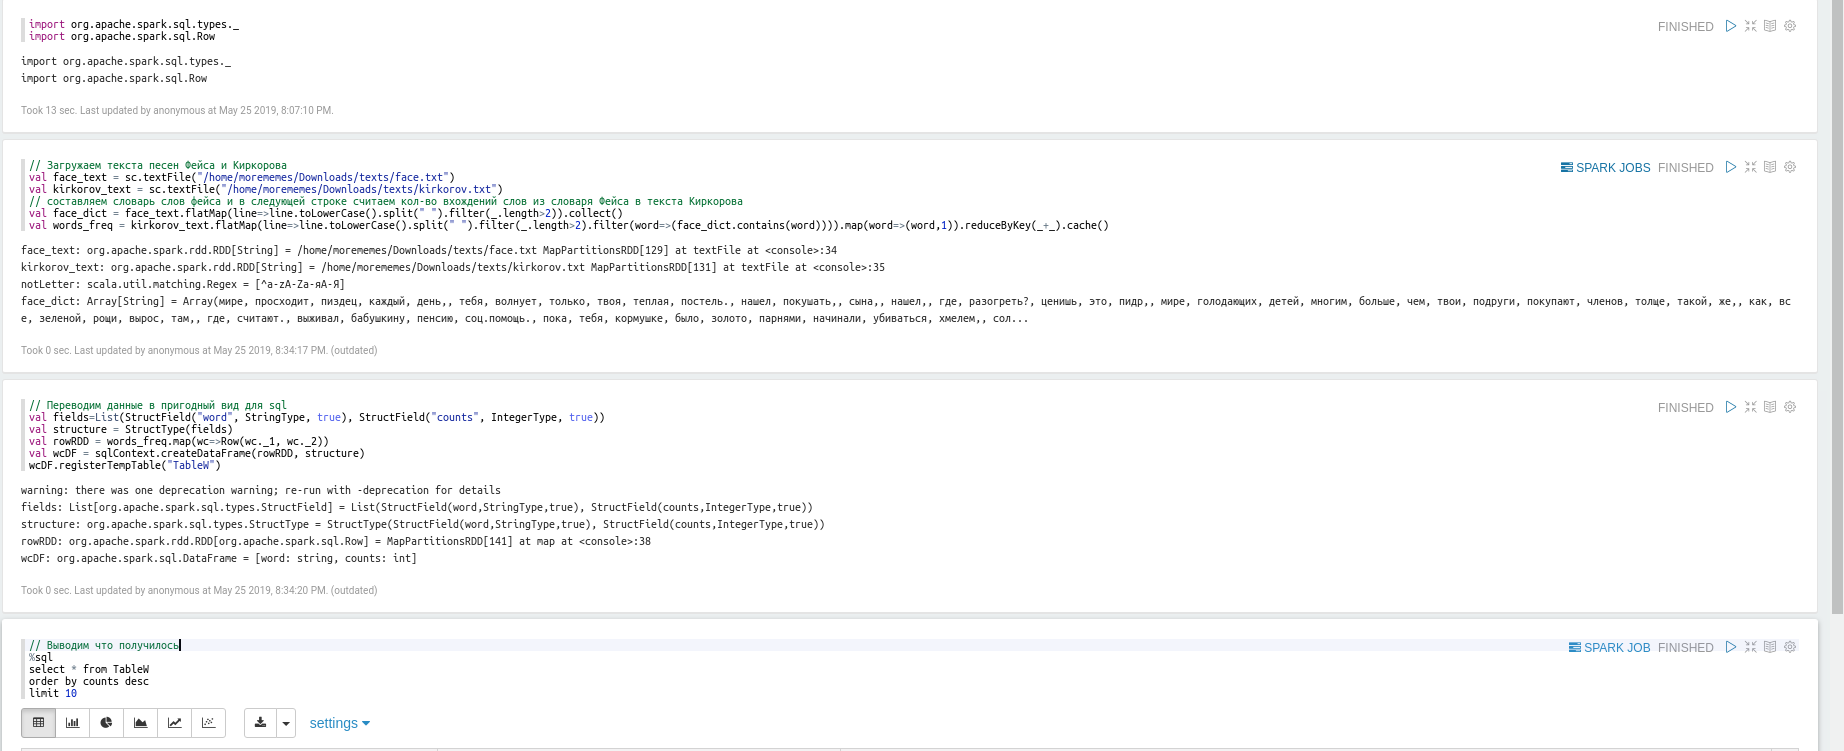 import org.apache.spark.sql.types._
import org.apache.spark.sql.Row
FINISHED
import org.apache.spark.sql.types._
import org.apache.spark.sql.Row
Took 13 sec. Last updated by anonymous at May 25 2019, 8:07:10 PM.
// Загружаем текста песен Фейса и Киркорова
SPARK JOBS FINISHED
val face_text = sc.textFile("/home/morememes/Downloads/texts/face.txt")
val kirkorov_text = sc.textFile("/home/morememes/Downloads/texts/kirkorov.txt")
// составляем словарь слов фейса и в следующей строке считаем кол-во вхождений слов из словаря Фейса в текста Киркорова
val face_dict = face_text.flatMap(line=>line.toLowerCase().split(" ").filter(_.length>2)).collect()
val words_freq = kirkorov_text.flatMap(line=>line.toLowerCase().split(" ").filter(_.length>2).filter(word=>(face_dict.contains(word)))).map(word=>(word,1)).reduceByKey(_+_).cache()
face_text: org.apache.spark.rdd.RDD[String] = /home/morememes/Downloads/texts/face.txt MapPartitionsRDD[129] at textFile at <console>:34
kirkorov_text: org.apache.spark.rdd.RDD[String] = /home/morememes/Downloads/texts/kirkorov.txt MapPartitionsRDD[131] at textFile at <console>:35
notLetter: scala.util.matching.Regex = [^a-zA-Za-яА-Я]
face_dict: Array[String] = Array(мире, просходит, пиздец, каждый, день,, тебя, волнует, только, твоя, теплая, постель., нашел, покушать,, сына,, нашел,, где, разогреть?, ценишь, это, пидр,, мире, голодающих, детей, многим, больше, чем, твои, подруги, покупают, членов, толще, такой, же,, как, вс
е, зеленой, рощи, вырос, там,, где, считают., выживал, бабушкину, пенсию, соц.помощь., пока, тебя, кормушке, было, золото, парнями, начинали, убиваться, хмелем,, сол...
Took 0 sec. Last updated by anonymous at May 25 2019, 8:34:17 PM. (outdated)
// Переводим данные в пригодный вид для sql
FINISHED
val fields=List(StructField("word", StringType, true), StructField("counts", IntegerType, true))
val structure = StructType(fields)
val rowRDD = words_freq.map(wc=>Row(wc._1, wc._2))
val wcDF = sqlContext.createDataFrame(rowRDD, structure)
wcDF.registerTempTable("TableW")
warning: there was one deprecation warning; re-run with -deprecation for details
fields: List[org.apache.spark.sql.types.StructField] = List(StructField(word,StringType,true), StructField(counts,IntegerType,true))
structure: org.apache.spark.sql.types.StructType = StructType(StructField(word,StringType,true), StructField(counts,IntegerType,true))
rowRDD: org.apache.spark.rdd.RDD[org.apache.spark.sql.Row] = MapPartitionsRDD[141] at map at <console>:38
wcDF: org.apache.spark.sql.DataFrame = [word: string, counts: int]
Took 0 sec. Last updated by anonymous at May 25 2019, 8:34:20 PM. (outdated)
// Выводим что получилось
SPARK JOB FINISHED
%sql
select * from TableW
order by counts desc
limit 10
settings